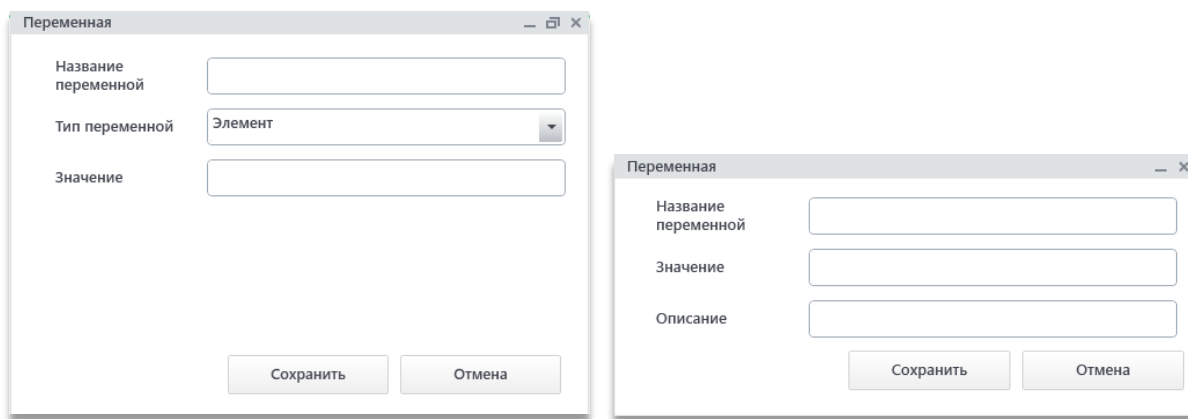 Переменная
Название
переменной
Тип переменной
Элемент
Значение
Сохранить
Отмена
Переменная
Название
переменной
Значение
Описание
Сохранить
Отмена